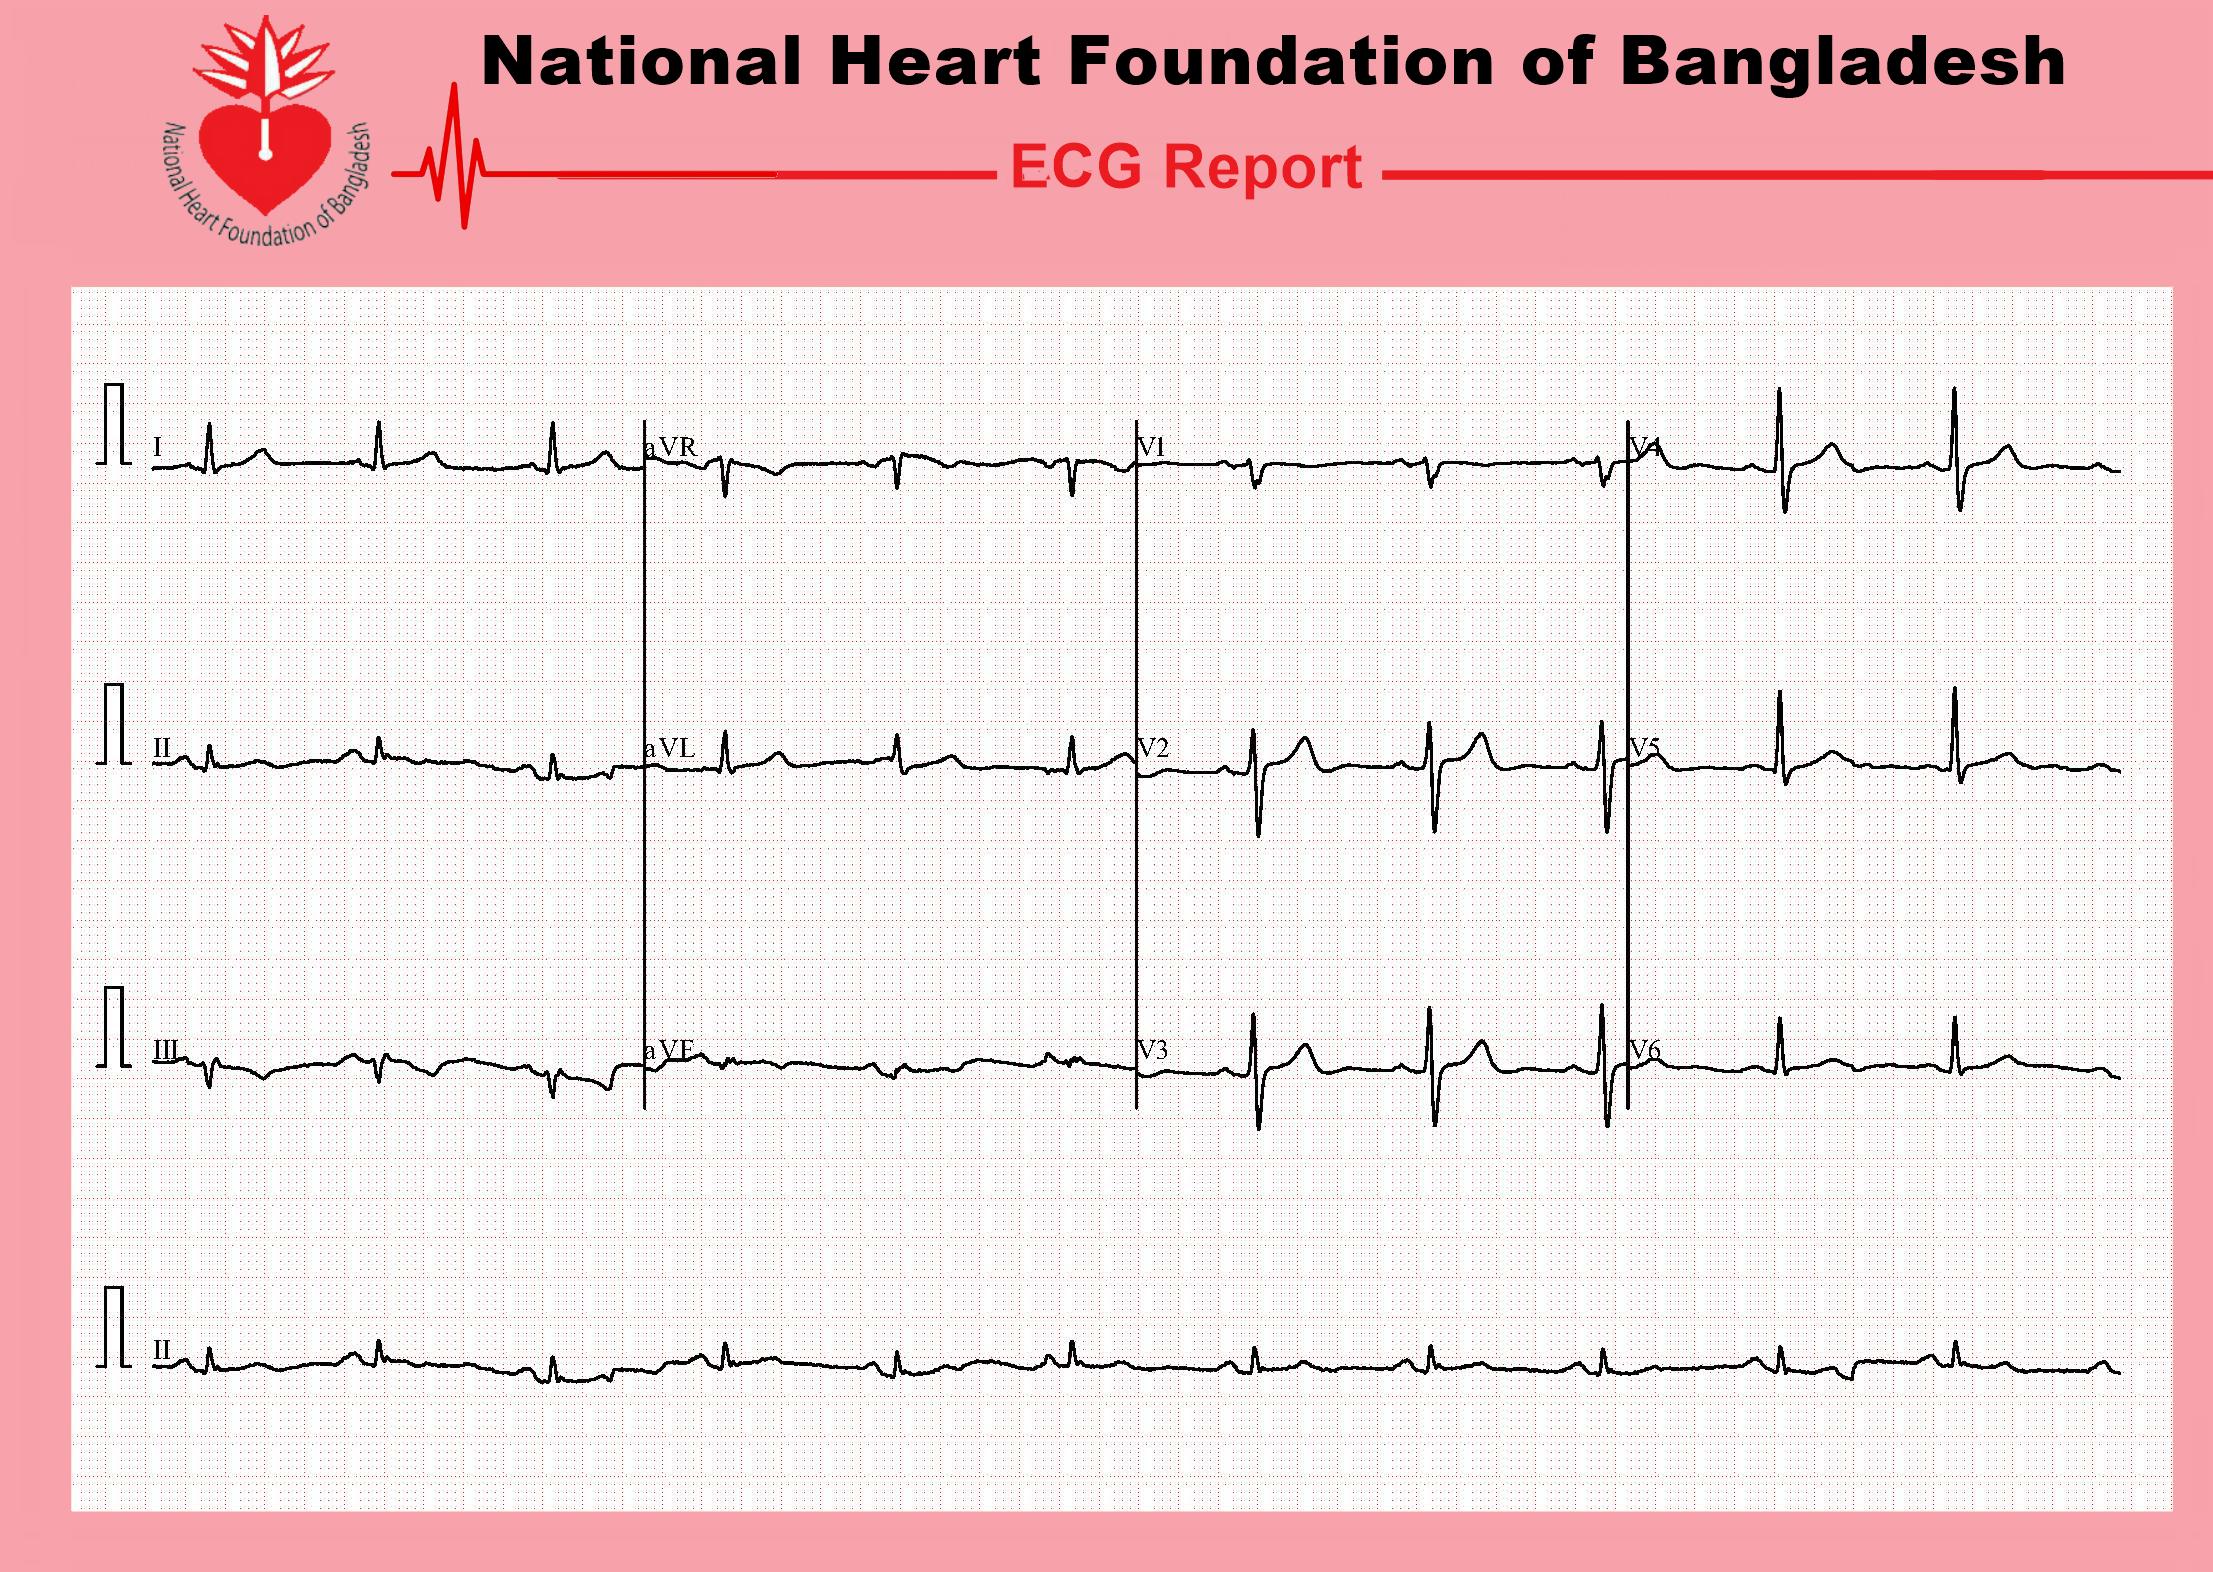 National Heart Foundation of Bangladesh
National Heart Foundation of Bangladesh
ECG Report
I
aVR
V1
V4
II
aVL
V2
V5
III
aVF
V3
V6
II